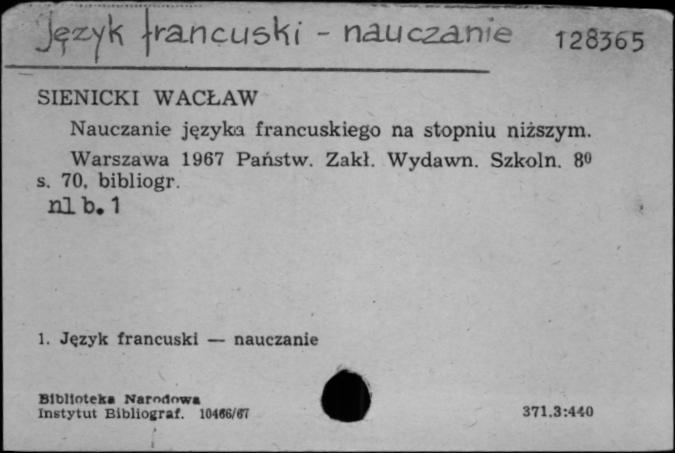 Język francuski - nauczanie 128365
SIENICKI WACŁAW
Nauczanie języka francuskiego na stopniu niższym.
Warszawa 1967 Państw. Zakł. Wydawn. Szkoln. 8⁰
s. 70, bibliogr.
nlb. 1
1. Język francuski — nauczanie
Biblioteka Narodowa
Instytut Bibliograf. 10466/67
371.3:440